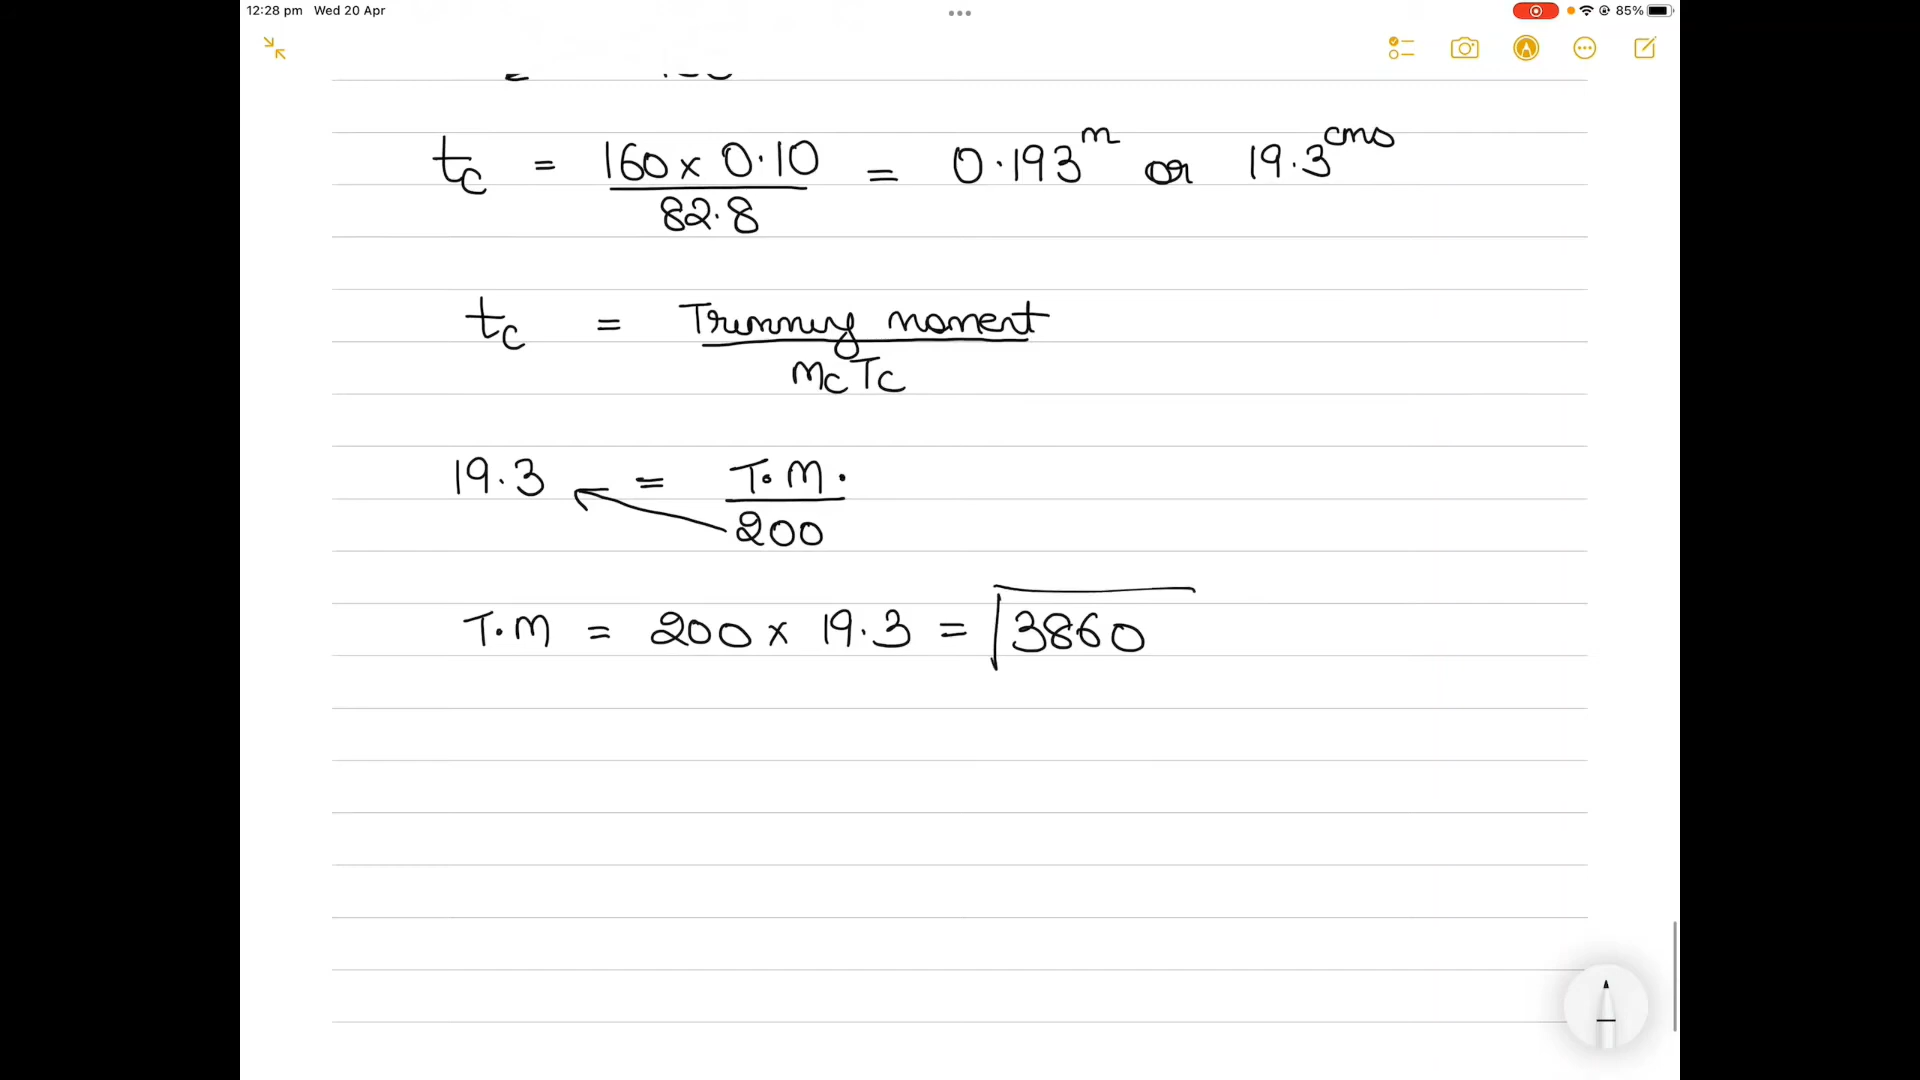 12:28 pm Wed 20 Apr 85%
tc = 160 x 0.10 = 0.193 m or 19.3 cms
82.8
tc = Trimming moment
MCTC
19.3 = T.M.
200
T.M = 200 x 19.3 = 3860